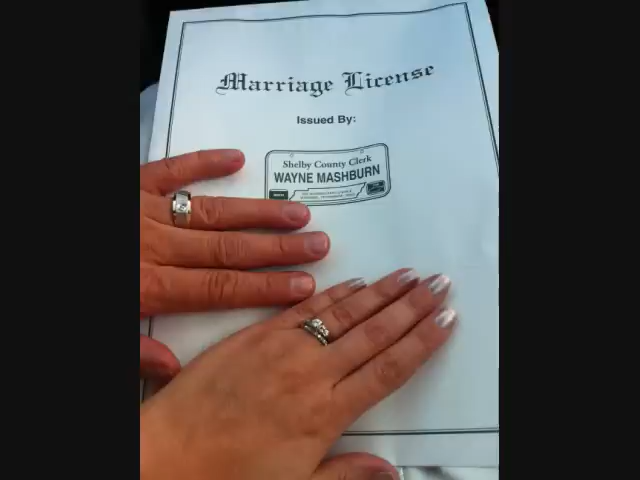 Marriage License
Issued By:
Shelby County Clerk
WAYNE MASHBURN